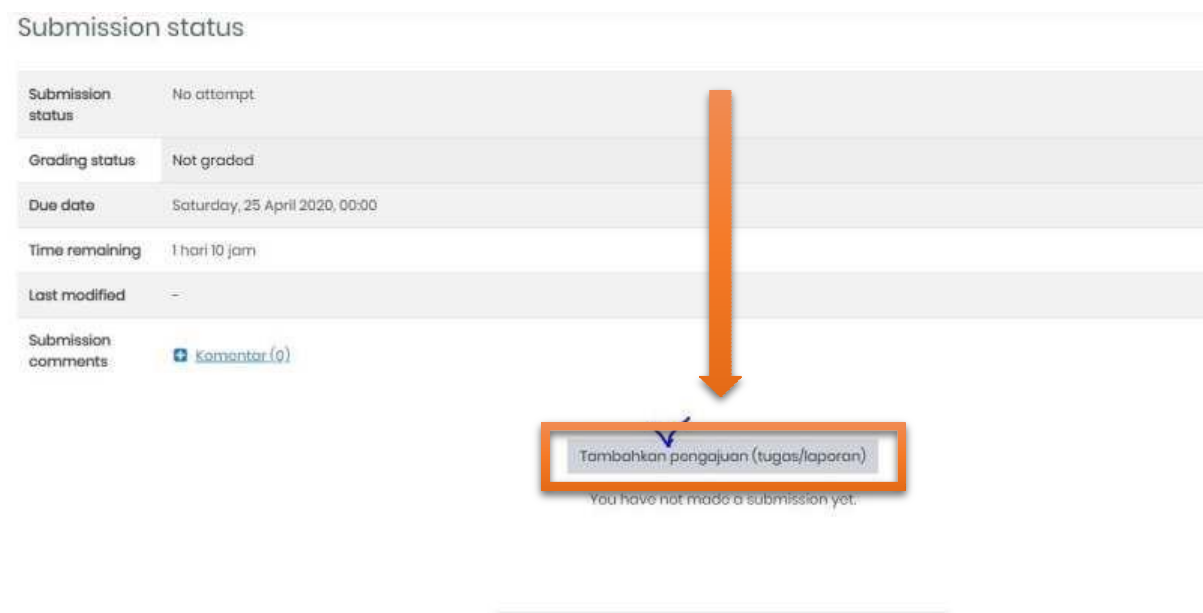 Submission status
Submission
status
No attempt
Grading status Not graded
Due date Saturday, 25 April 2020, 00:00
Time remaining 1 hari 10 jam
Last modified -
Submission
comments
Komentar (0)
Tambahkan pengajuan (tugas/laporan)
You have not made a submission yet.